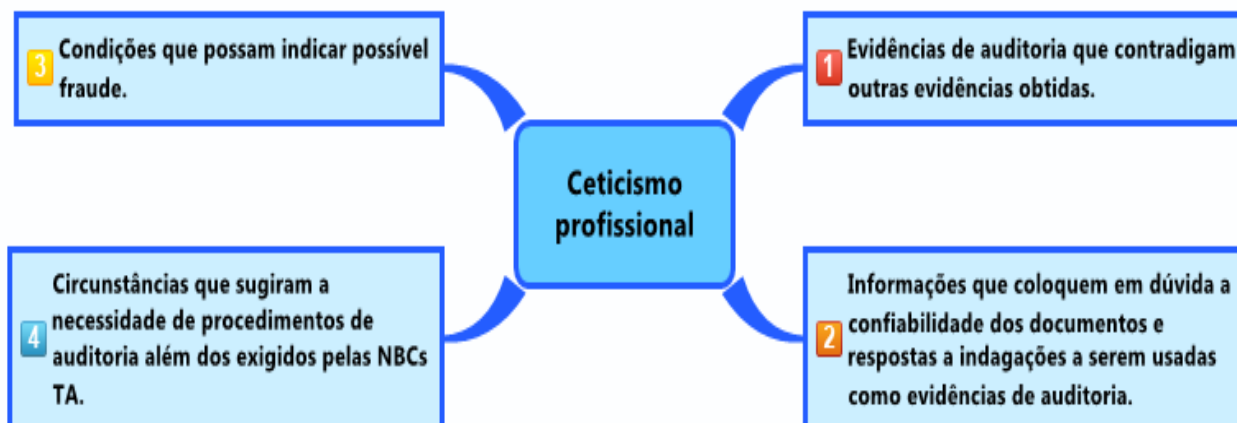 Ceticismo
profissional
1 Evidências de auditoria que contradigam
outras evidências obtidas.
2 Informações que coloquem em dúvida a
confiabilidade dos documentos e
respostas a indagações a serem usadas
como evidências de auditoria.
3 Condições que possam indicar possível
fraude.
4 Circunstâncias que sugiram a
necessidade de procedimentos de
auditoria além dos exigidos pelas NBCs
TA.